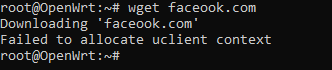 root@OpenWrt:~# wget faceook.com
Downloading 'faceook.com'
Failed to allocate uclient context
root@OpenWrt:~#